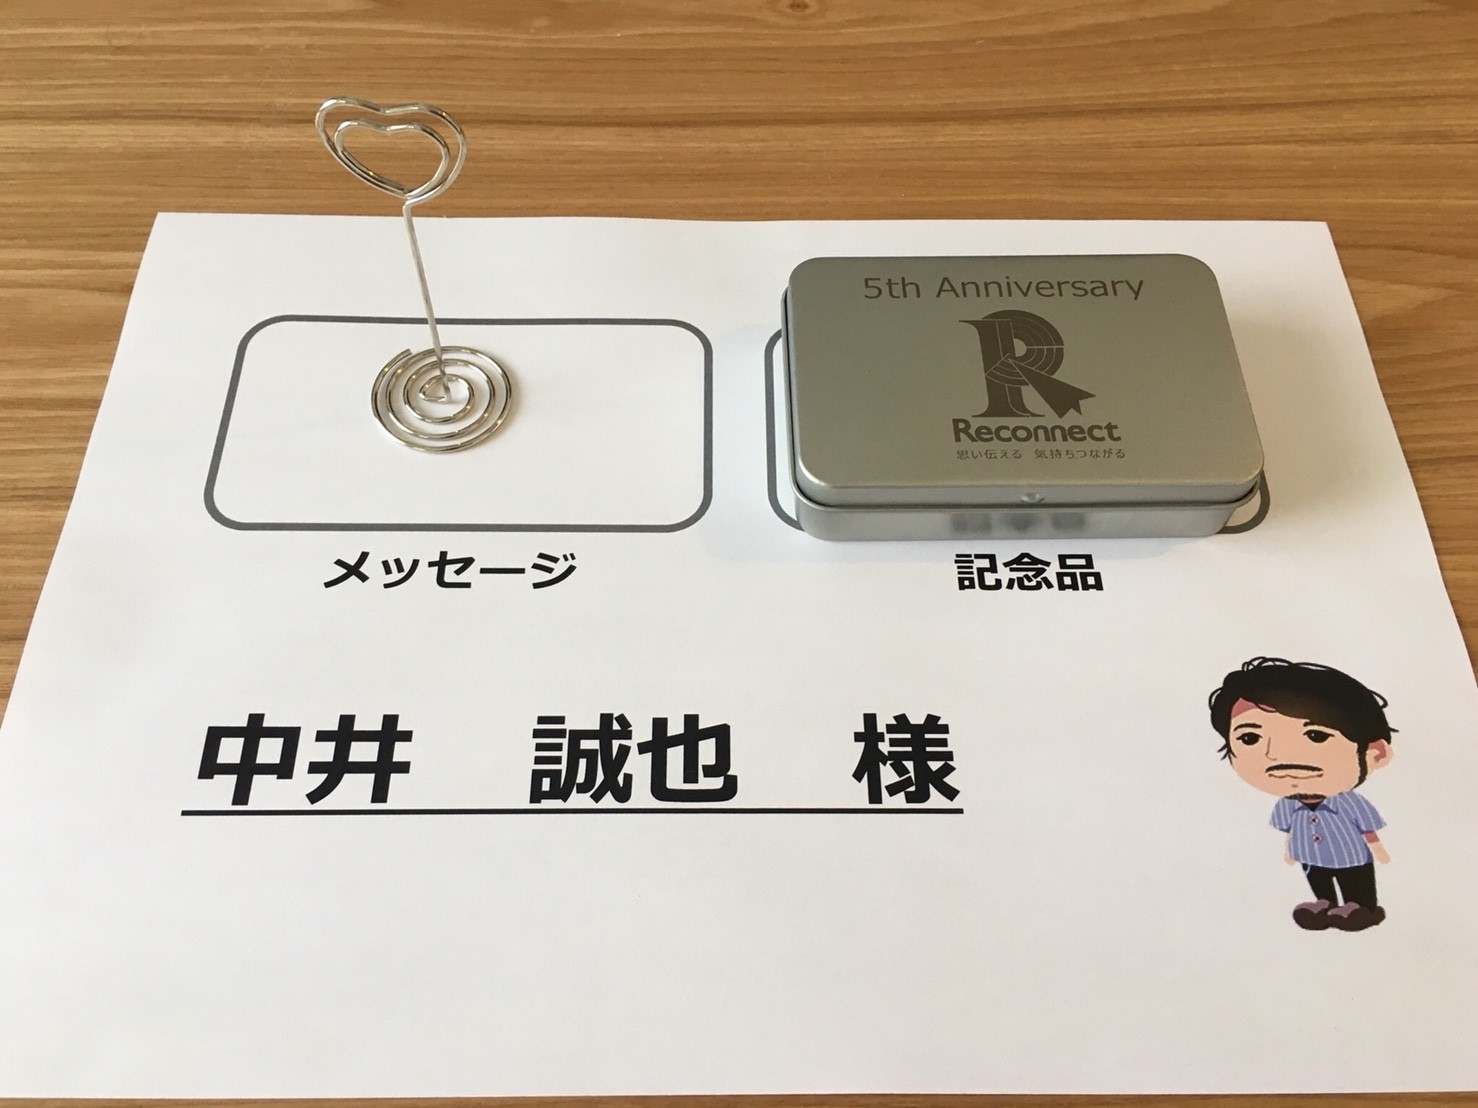 5th Anniversary
Reconnect
思い伝える 気持ちつながる
メッセージ
記念品
中井 誠也 様